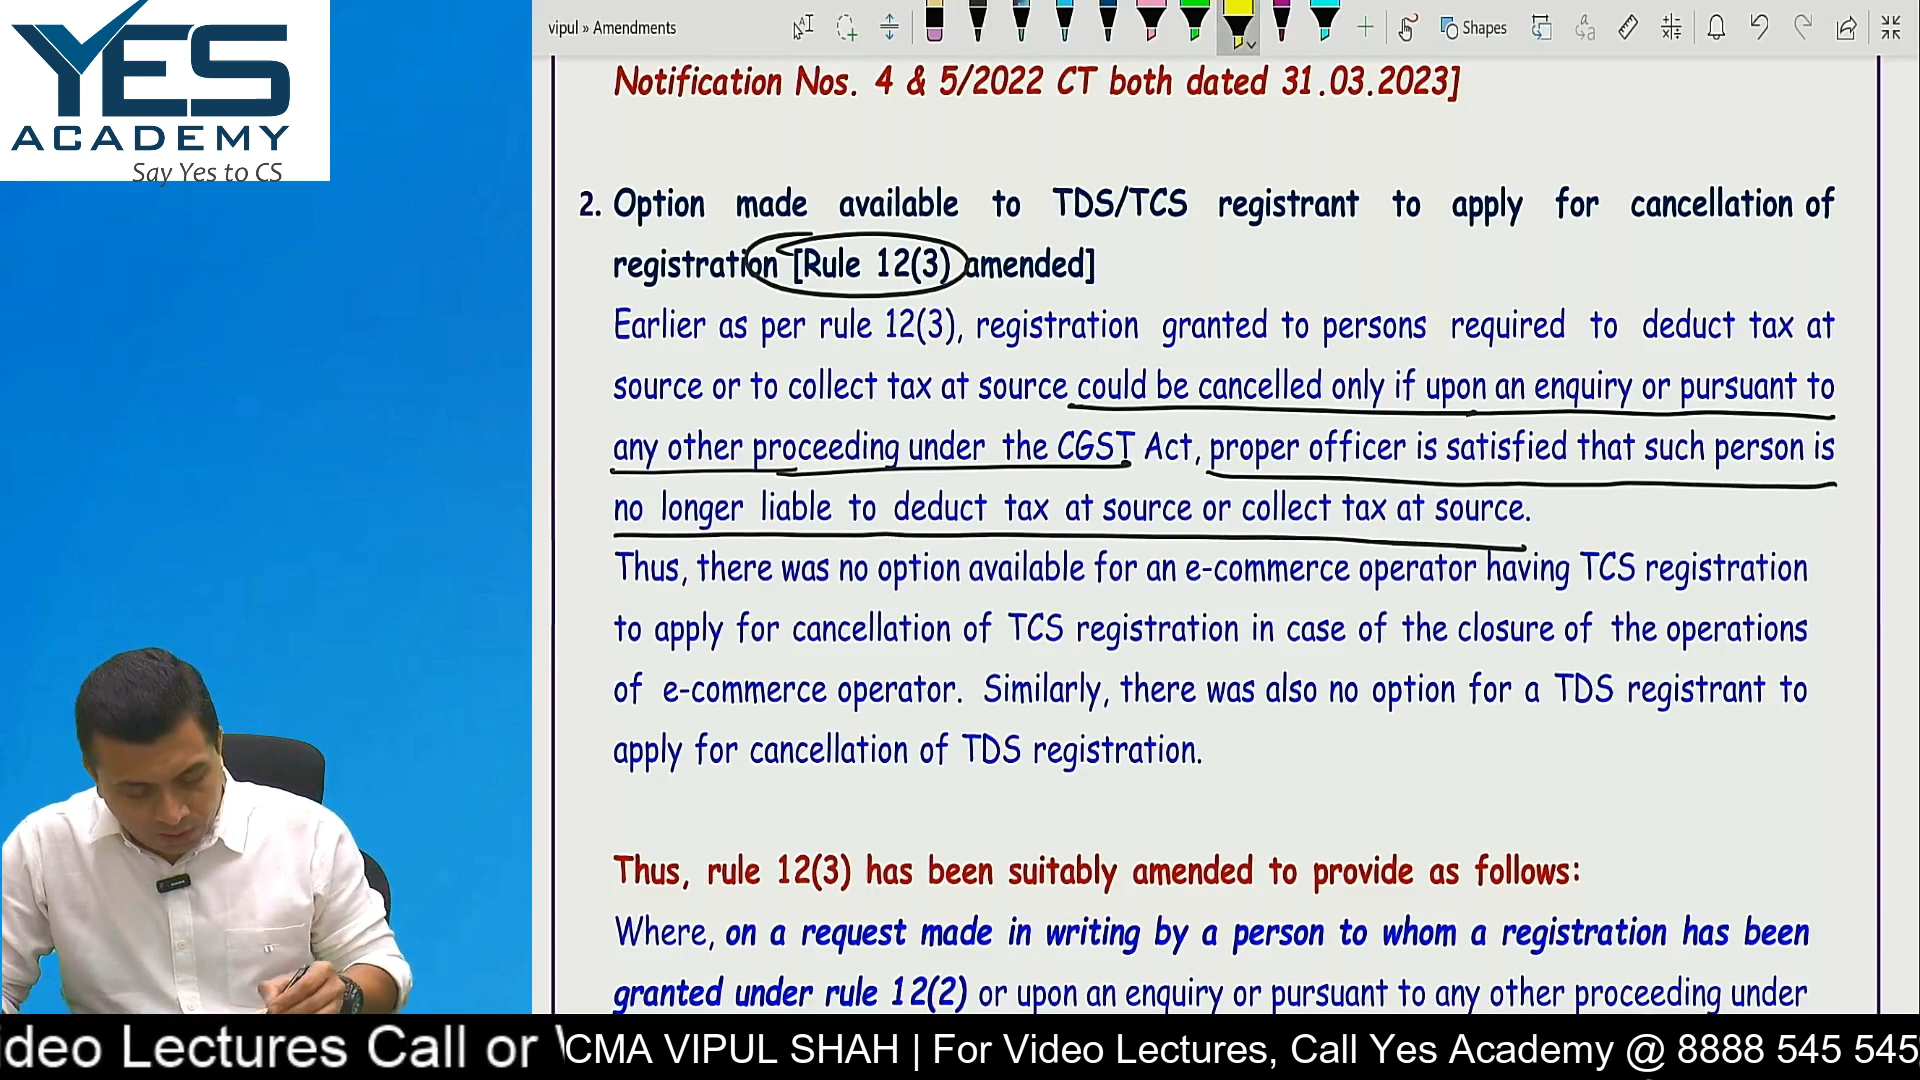 YES
ACADEMY
Say Yes to CS
vipul » Amendments
Shapes
Notification Nos. 4 & 5/2022 CT both dated 31.03.2023]
2. Option made available to TDS/TCS registrant to apply for cancellation of
registration [Rule 12(3) amended]
Earlier as per rule 12(3), registration granted to persons required to deduct tax at
source or to collect tax at source could be cancelled only if upon an enquiry or pursuant to
any other proceeding under the CGST Act, proper officer is satisfied that such person is
no longer liable to deduct tax at source or collect tax at source.
Thus, there was no option available for an e-commerce operator having TCS registration
to apply for cancellation of TCS registration in case of the closure of the operations
of e-commerce operator. Similarly, there was also no option for a TDS registrant to
apply for cancellation of TDS registration.
Thus, rule 12(3) has been suitably amended to provide as follows:
Where, on a request made in writing by a person to whom a registration has been
granted under rule 12(2) or upon an enquiry or pursuant to any other proceeding under
ideo Lectures Call or
CMA VIPUL SHAH | For Video Lectures, Call Yes Academy @ 8888 545 545